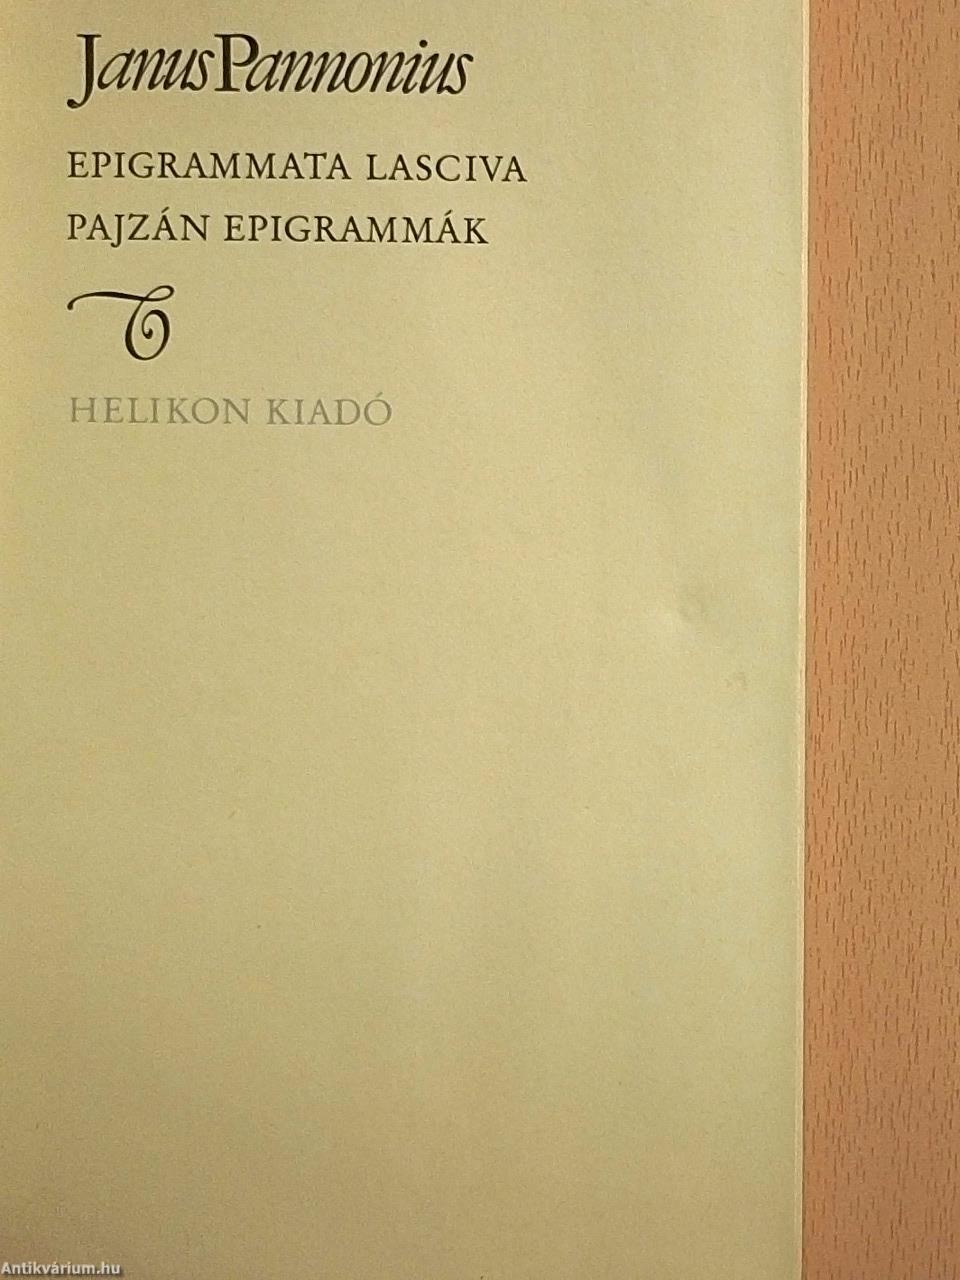 Janus Pannonius
EPIGRAMMATA LASCIVA
PAJZÁN EPIGRAMMÁK
HELIKON KIADÓ
Antikvárium.hu